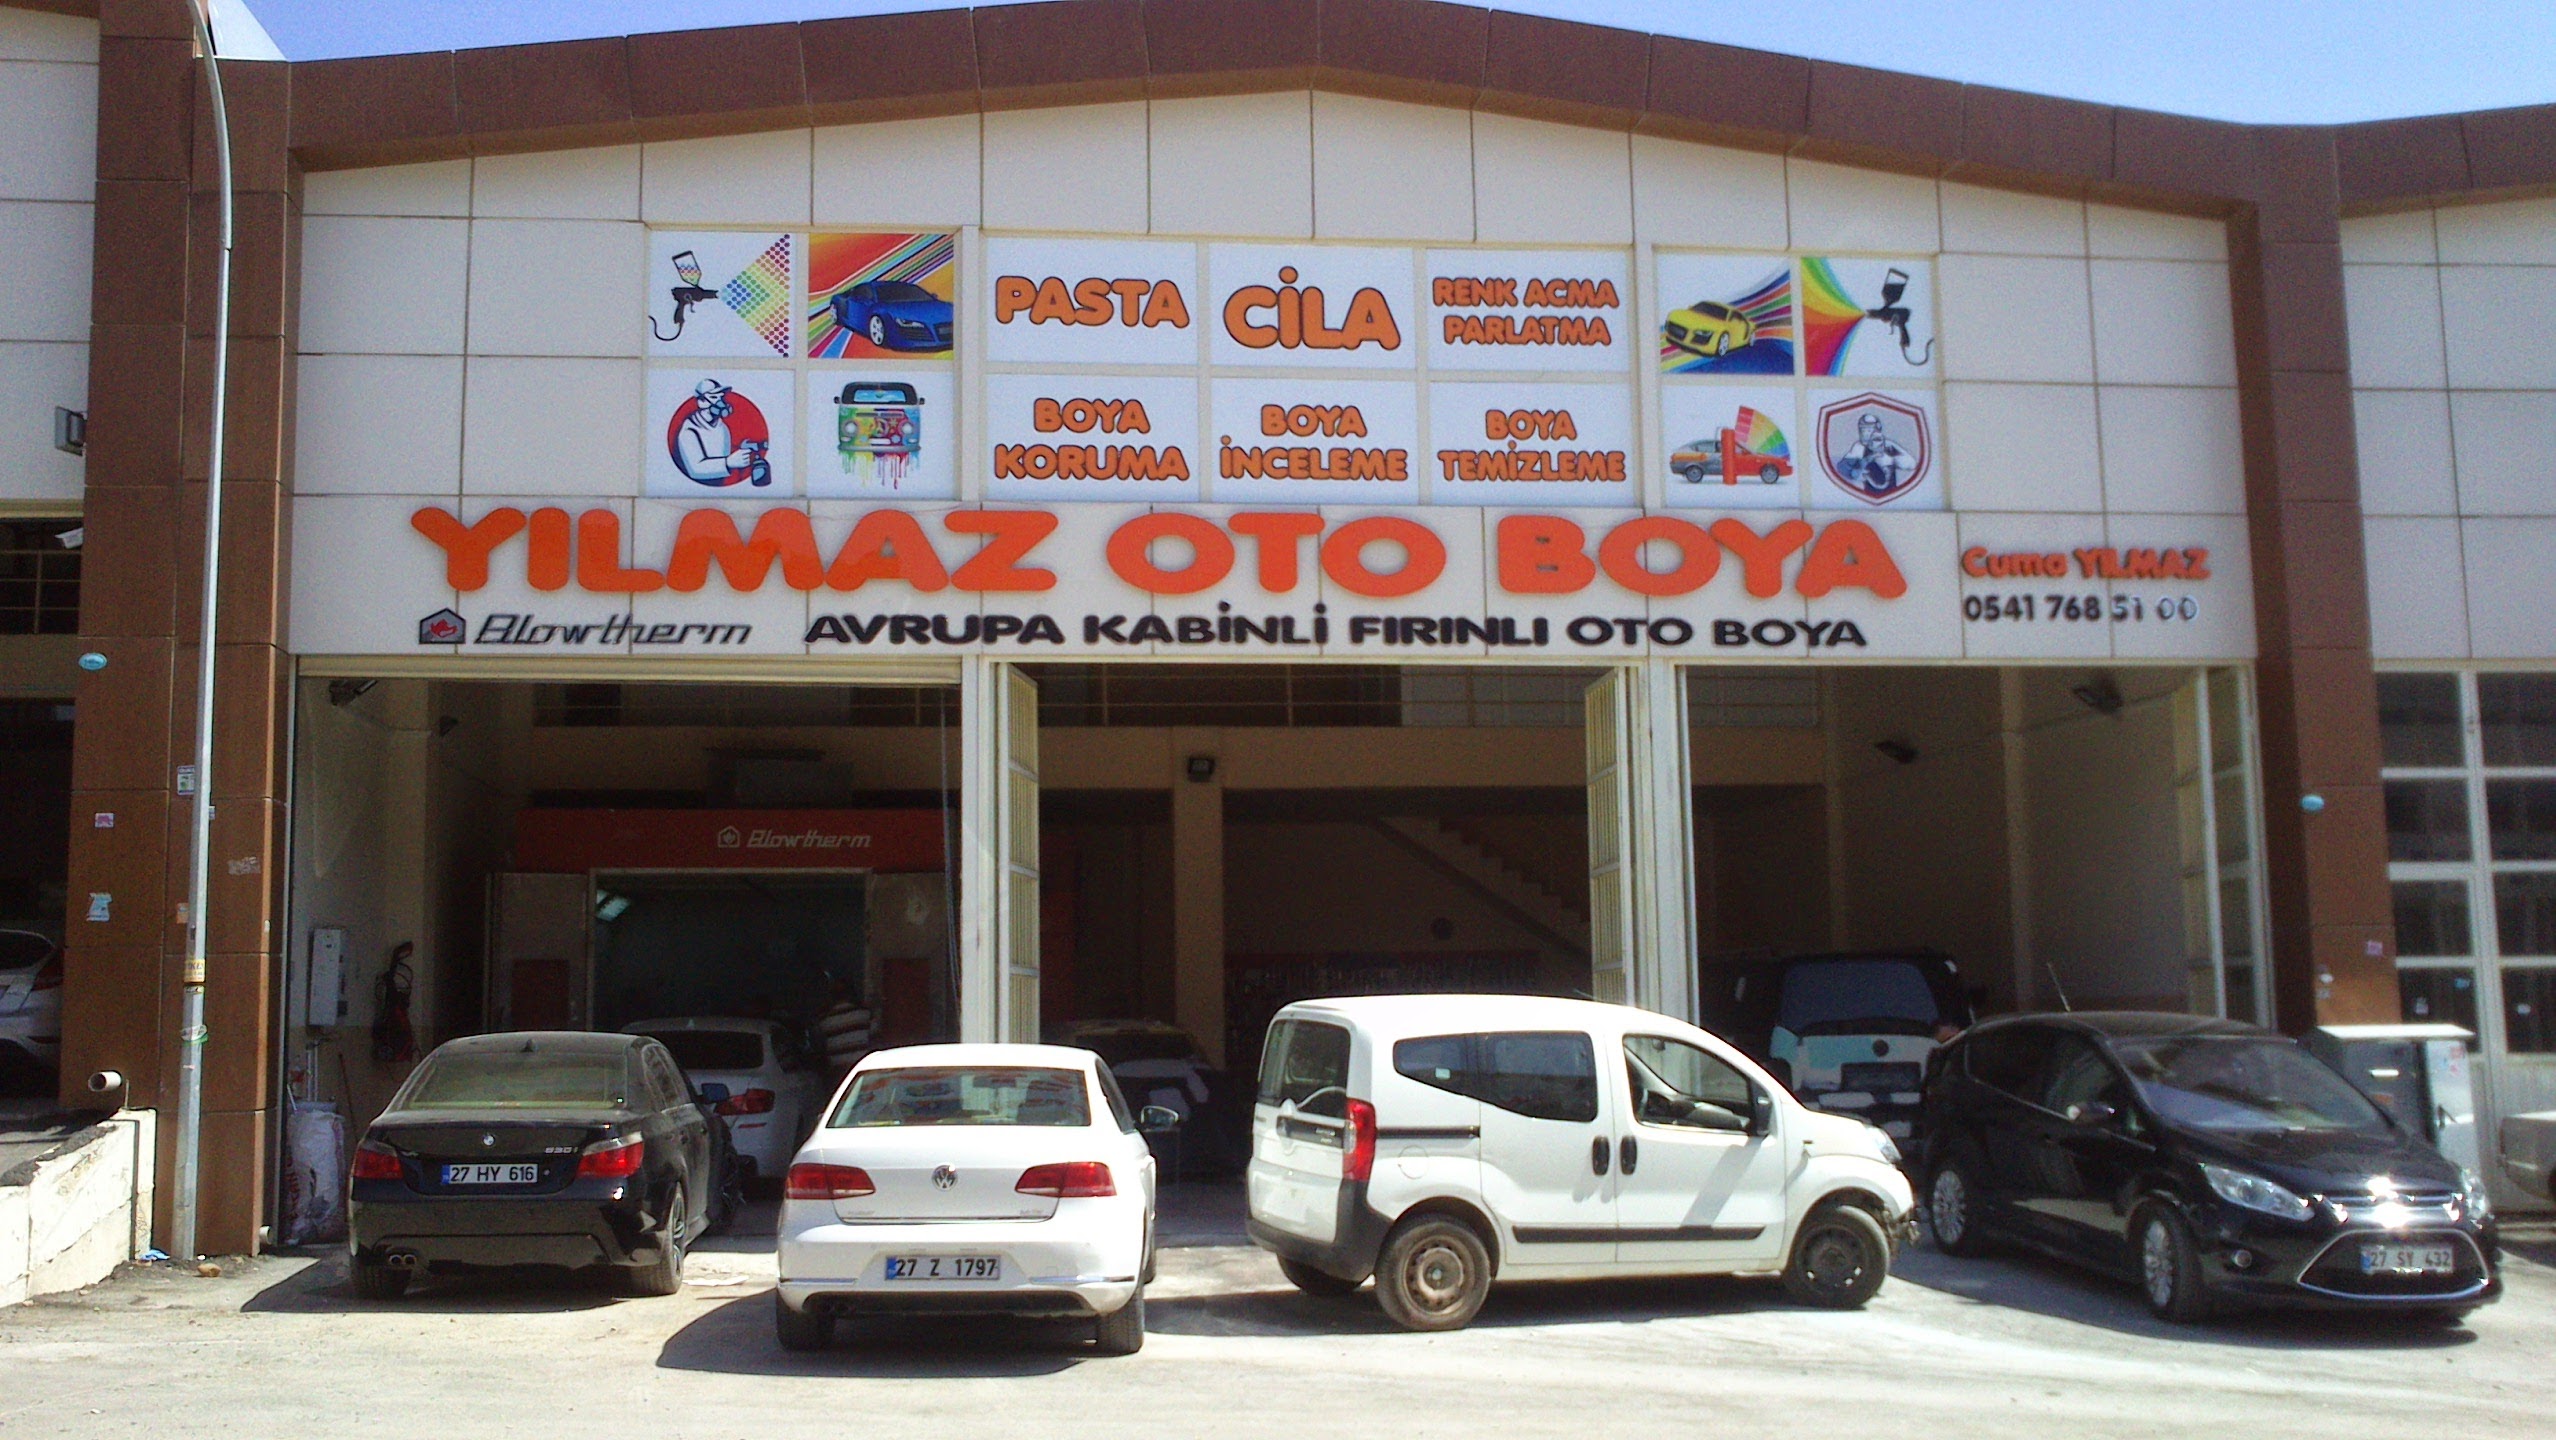 PASTA
CİLA
RENK ACMA
PARLATMA
BOYA
KORUMA
BOYA
İNCELEME
BOYA
TEMİZLEME
YILMAZ OTO BOYA
Cuma YILMAZ
0541 768 51 00
Blowtherm AVRUPA KABİNLİ FIRINLI OTO BOYA
Blowtherm
530i
27 HY 616
27 Z 1797
27 SY 432